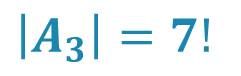 |A₃| = 7!